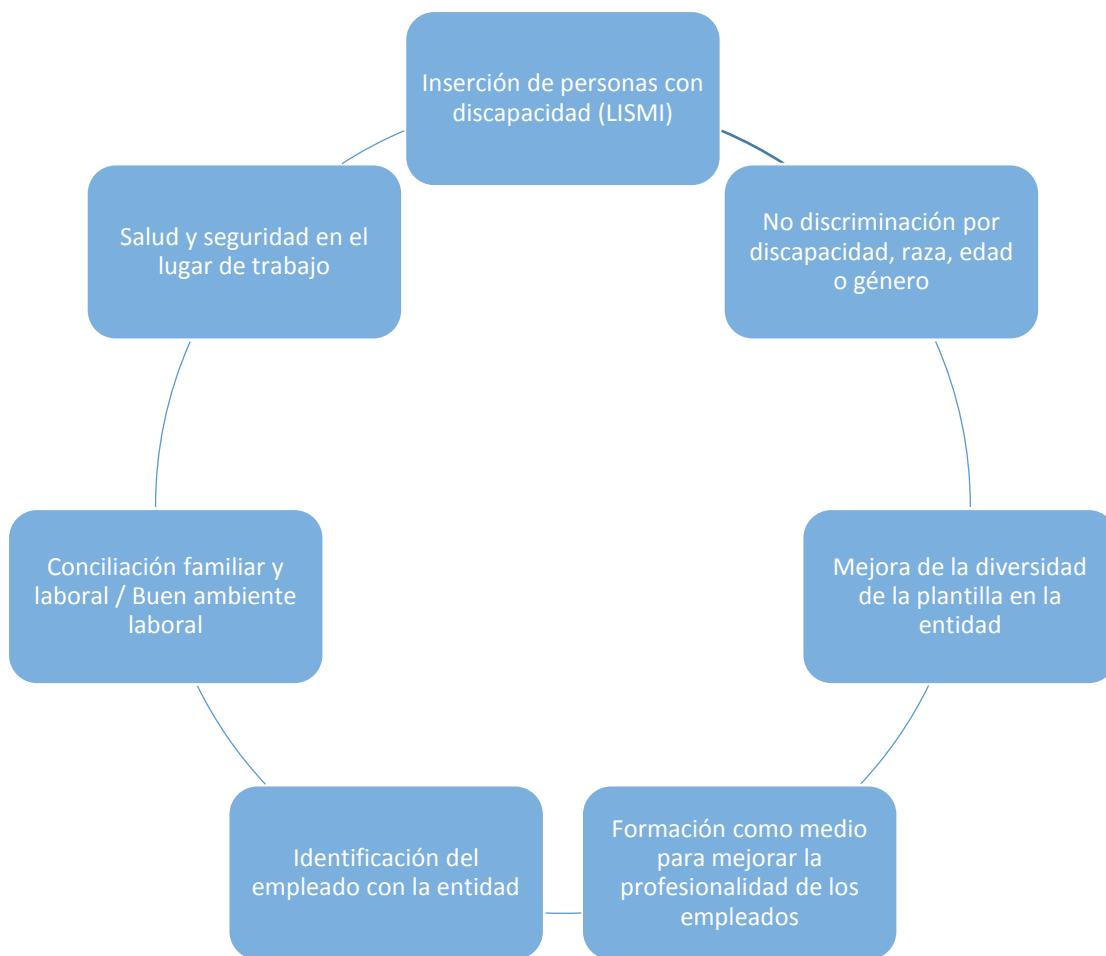 Inserción de personas con
discapacidad (LISMI)
No discriminación por
discapacidad, raza, edad
o género
Mejora de la diversidad
de la plantilla en la
entidad
Formación como medio
para mejorar la
profesionalidad de los
empleados
Identificación del
empleado con la entidad
Conciliación familiar y
laboral / Buen ambiente
laboral
Salud y seguridad en el
lugar de trabajo